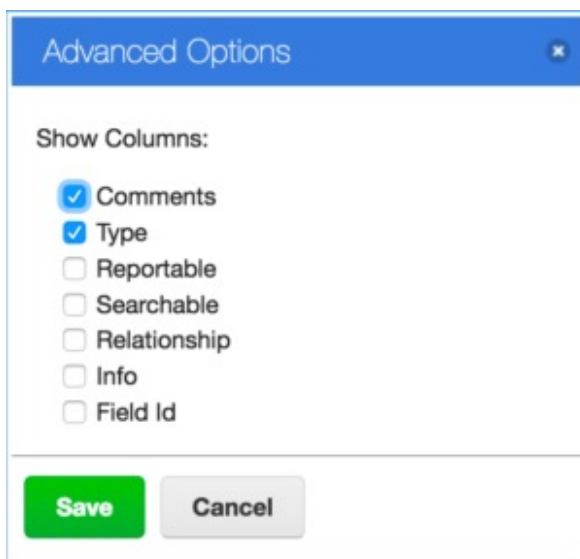 Advanced Options
Show Columns:
Comments
Type
Reportable
Searchable
Relationship
Info
Field Id
Save Cancel